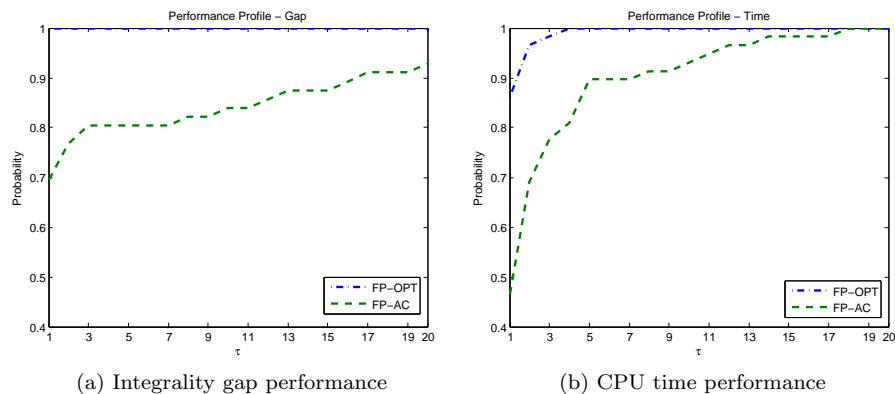 Performance Profile – Gap
1
0.9
0.8
0.7
0.6
0.5
0.4
Probability
1 3 5 7 9 11 13 15 17 19 20
τ
FP–OPT
FP–AC
(a) Integrality gap performance
Performance Profile – Time
1
0.9
0.8
0.7
0.6
0.5
0.4
Probability
1 3 5 7 9 11 13 15 17 19 20
τ
FP–OPT
FP–AC
(b) CPU time performance